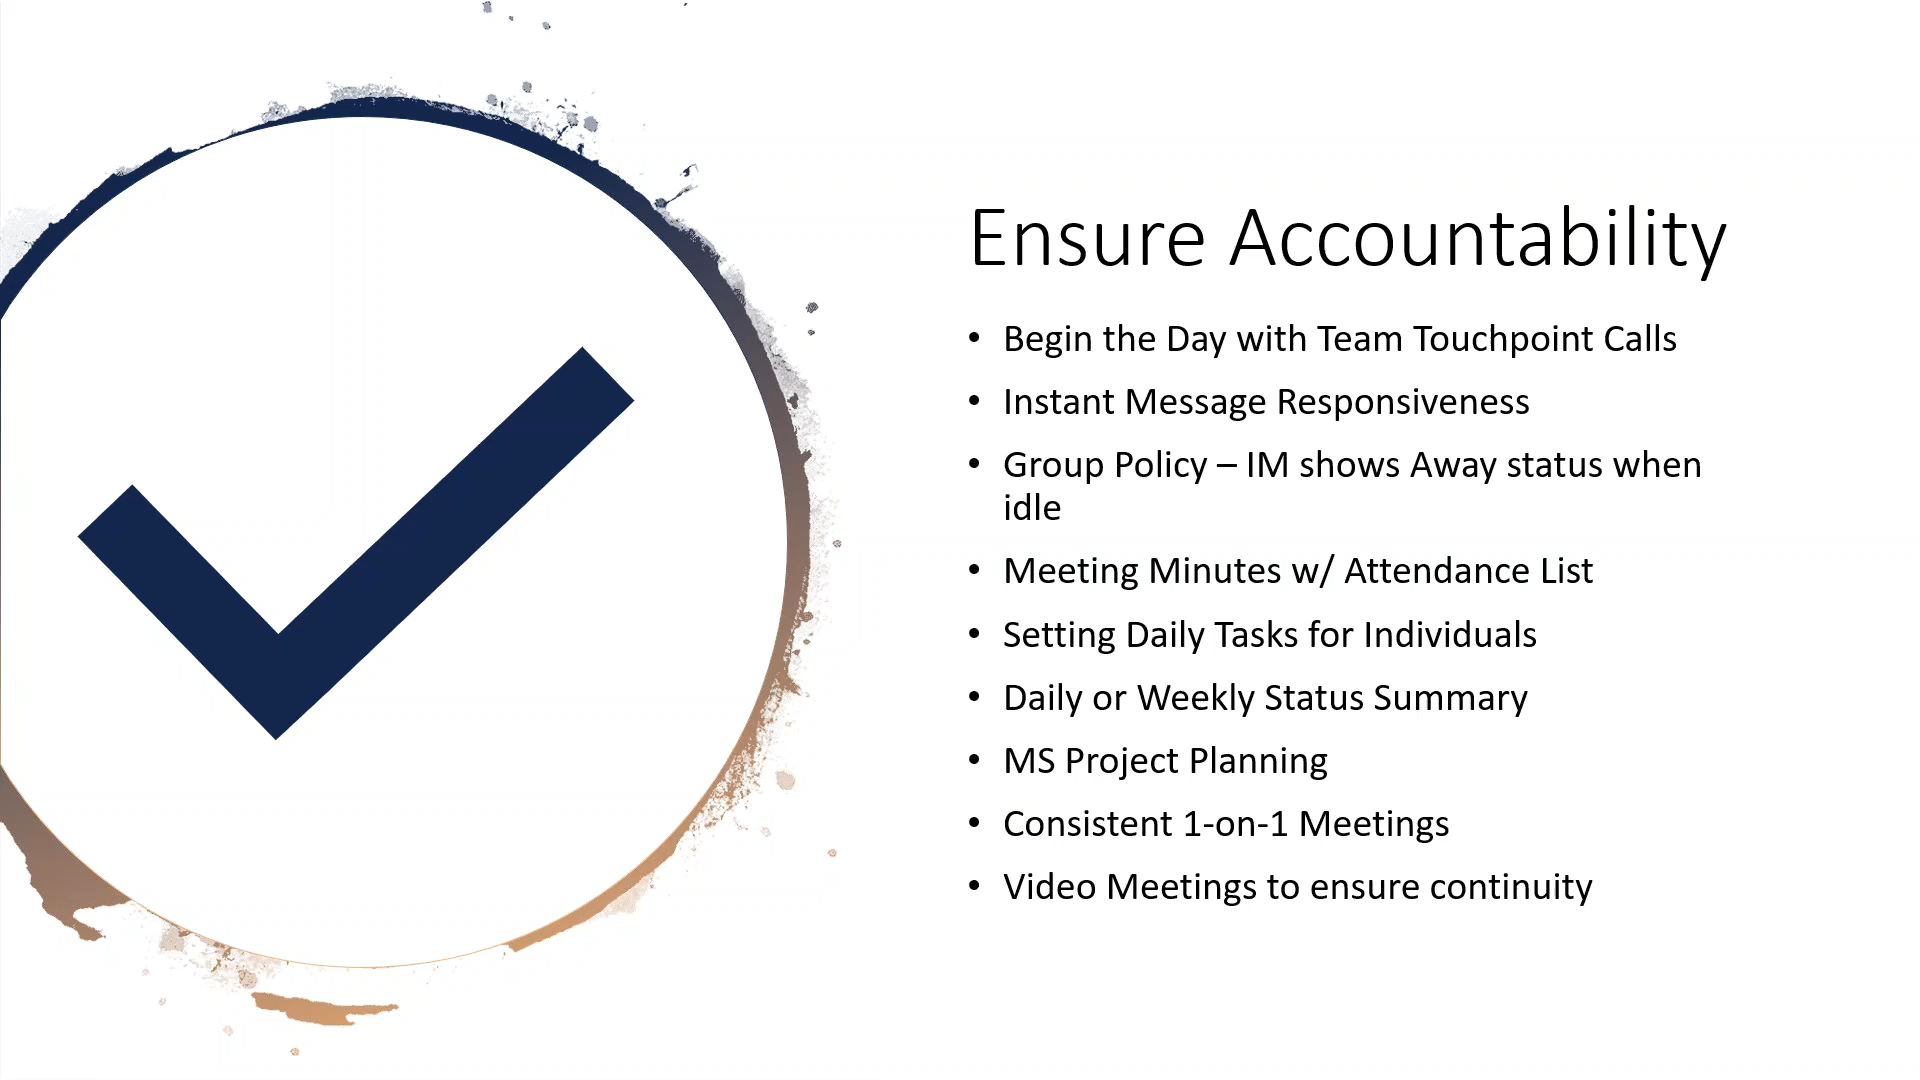 Ensure Accountability
• Begin the Day with Team Touchpoint Calls
• Instant Message Responsiveness
• Group Policy – IM shows Away status when
idle
• Meeting Minutes w/ Attendance List
• Setting Daily Tasks for Individuals
• Daily or Weekly Status Summary
• MS Project Planning
• Consistent 1-on-1 Meetings
• Video Meetings to ensure continuity